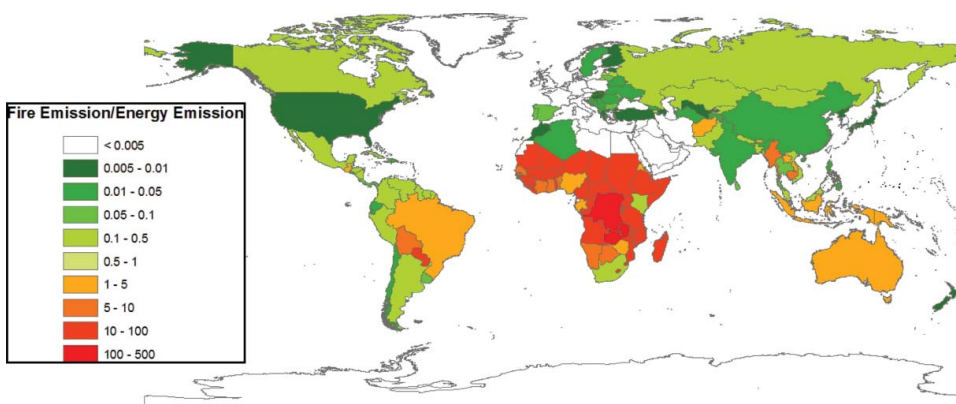 Fire Emission/Energy Emission
< 0.005
0.005 - 0.01
0.01 - 0.05
0.05 - 0.1
0.1 - 0.5
0.5 - 1
1 - 5
5 - 10
10 - 100
100 - 500